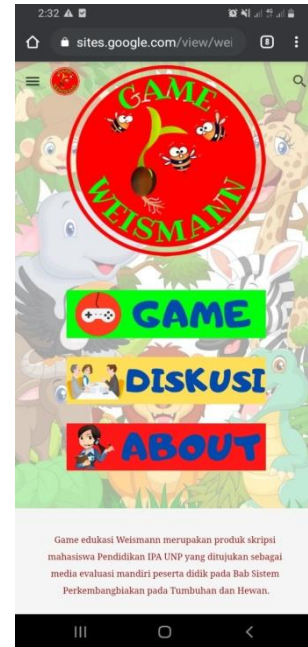 2:32
sites.google.com/view/wei
8
GAME
WEISMANN
GAME
DISKUSI
ABOUT
Game edukasi Weismann merupakan produk skripsi
mahasiswa Pendidikan IPA UNP yang ditujukan sebagai
media evaluasi mandiri peserta didik pada Bab Sistem
Perkembangbiakan pada Tumbuhan dan Hewan.